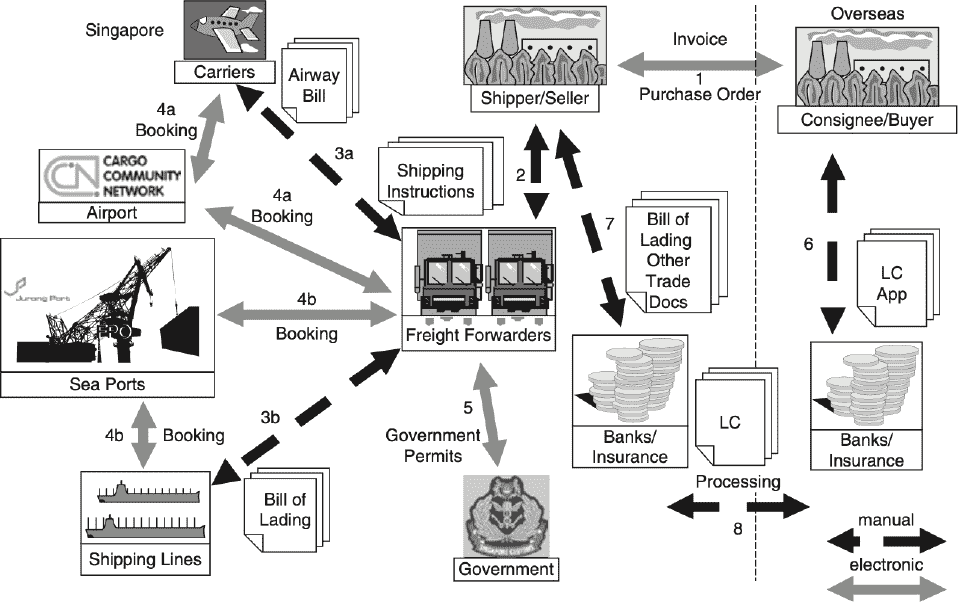 Singapore
Carriers
Airway
Bill
4a
Booking
CARGO
COMMUNITY
NETWORK
Airport
4a
Booking
3a
Shipping
Instructions
Shipper/Seller
Invoice
1
Purchase Order
Overseas
Consignee/Buyer
2
7
Bill of
Lading
Other
Trade
Docs
6
LC
App
Jurong Port
Sea Ports
4b
Booking
Freight Forwarders
4b
Booking
3b
5
Government
Permits
Shipping Lines
Bill of
Lading
Government
Banks/
Insurance
LC
Processing
8
Banks/
Insurance
manual
electronic